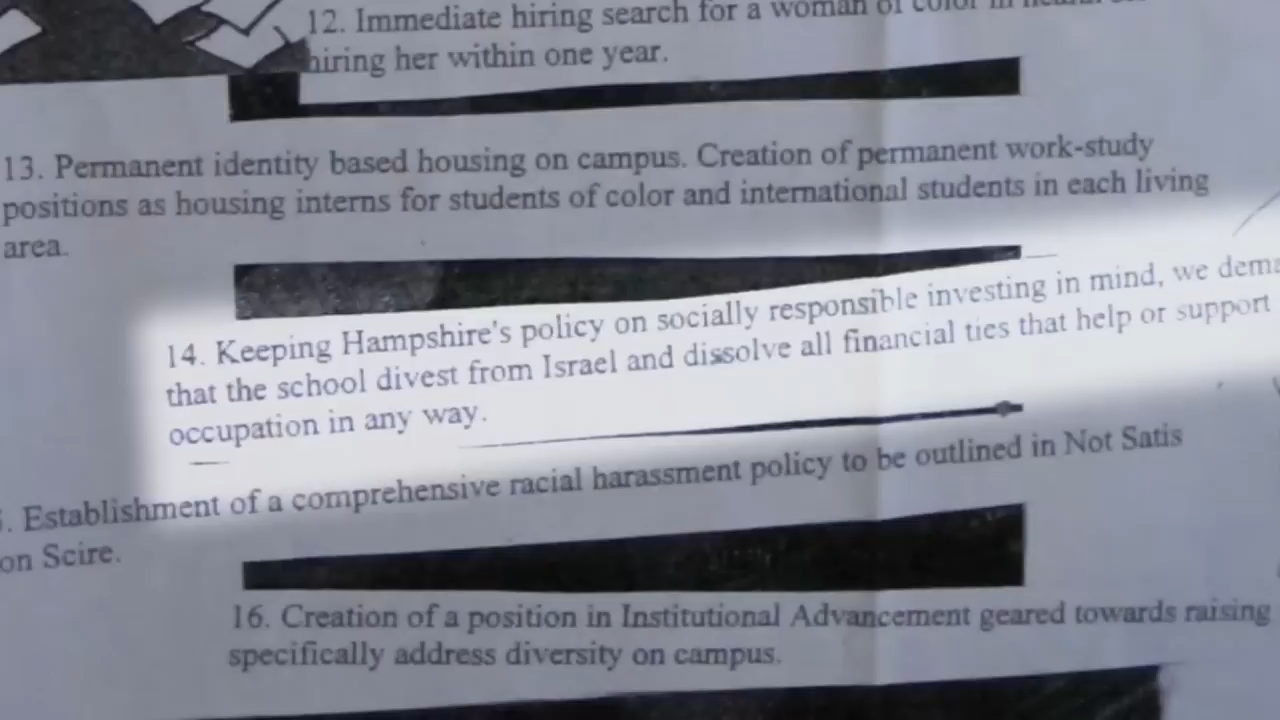 12. Immediate hiring search for a woman of color in
hiring her within one year.
13. Permanent identity based housing on campus. Creation of permanent work-study
positions as housing interns for students of color and international students in each living
area.
14. Keeping Hampshire's policy on socially responsible investing in mind, we dema
that the school divest from Israel and dissolve all financial ties that help or support
occupation in any way.
. Establishment of a comprehensive racial harassment policy to be outlined in Not Satis
on Scire.
16. Creation of a position in Institutional Advancement geared towards raising
specifically address diversity on campus.